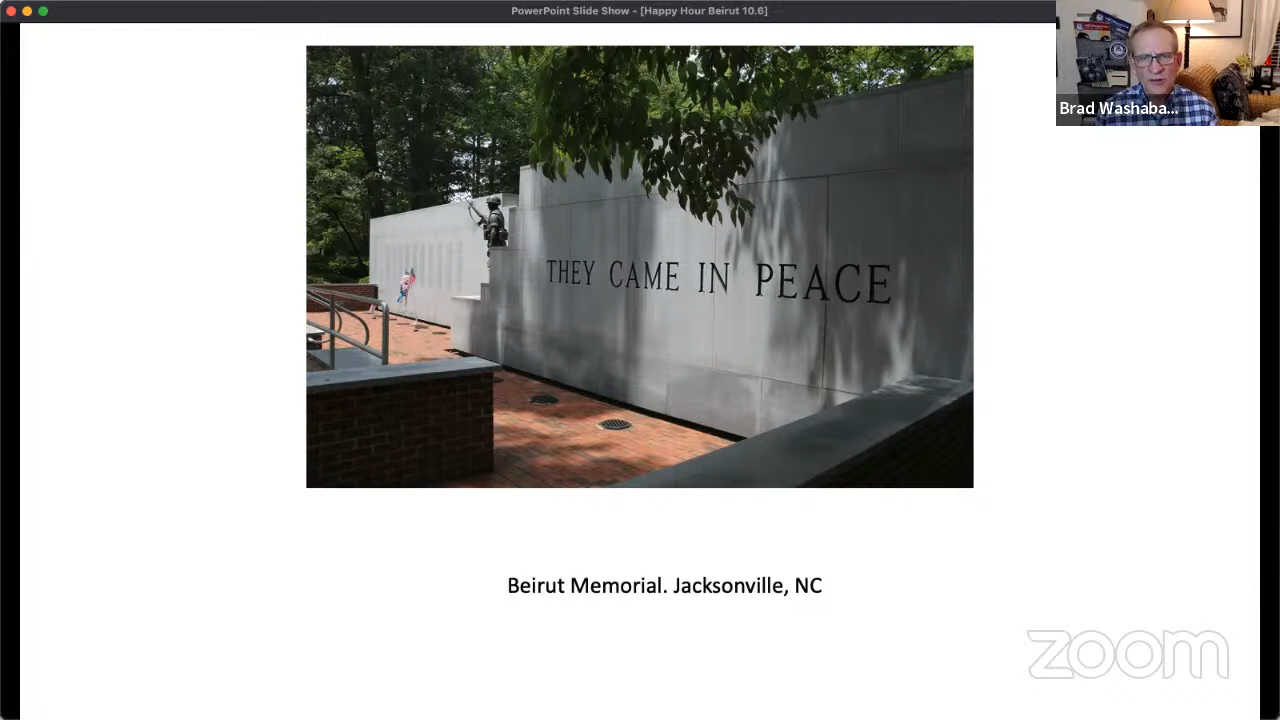 PowerPoint Slide Show - [Happy Hour Beirut 10.6]
Brad Washaba...
THEY CAME IN PEACE
Beirut Memorial. Jacksonville, NC
zoom